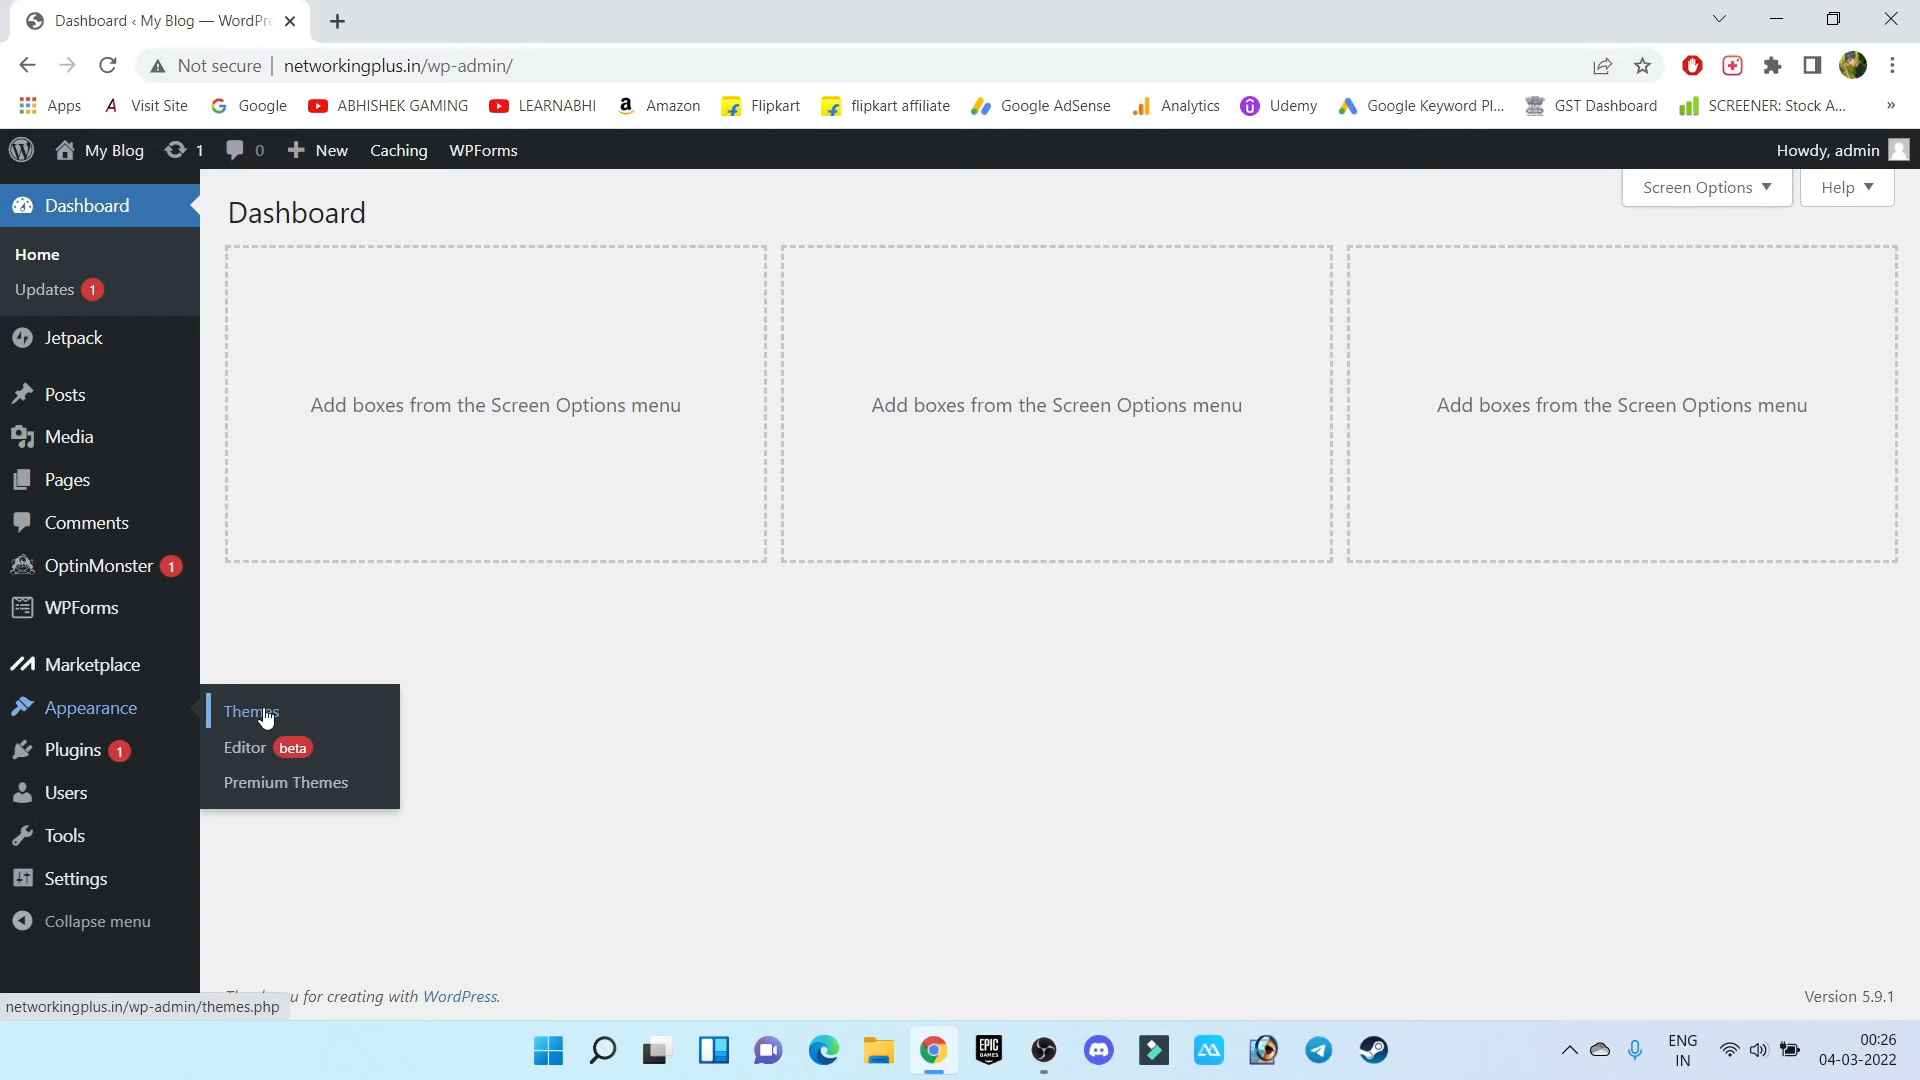 Dashboard ‹ My Blog — WordPre
Not secure | networkingplus.in/wp-admin/
Apps Visit Site Google ABHISHEK GAMING LEARNABHI Amazon Flipkart flipkart affiliate Google AdSense Analytics Udemy Google Keyword Pl... GST Dashboard SCREENER: Stock A... »
My Blog 1 0 New Caching WPForms Howdy, admin
Screen Options Help
Dashboard
Home
Updates 1
Jetpack
Posts
Media
Pages
Comments
OptinMonster 1
WPForms
Marketplace
Appearance
Plugins 1
Users
Tools
Settings
Collapse menu
Themes
Editor beta
Premium Themes
Dashboard
Add boxes from the Screen Options menu
Add boxes from the Screen Options menu
Add boxes from the Screen Options menu
u for creating with WordPress.
Version 5.9.1
networkingplus.in/wp-admin/themes.php
EPIC GAMES
ENG
IN
00:26
04-03-2022